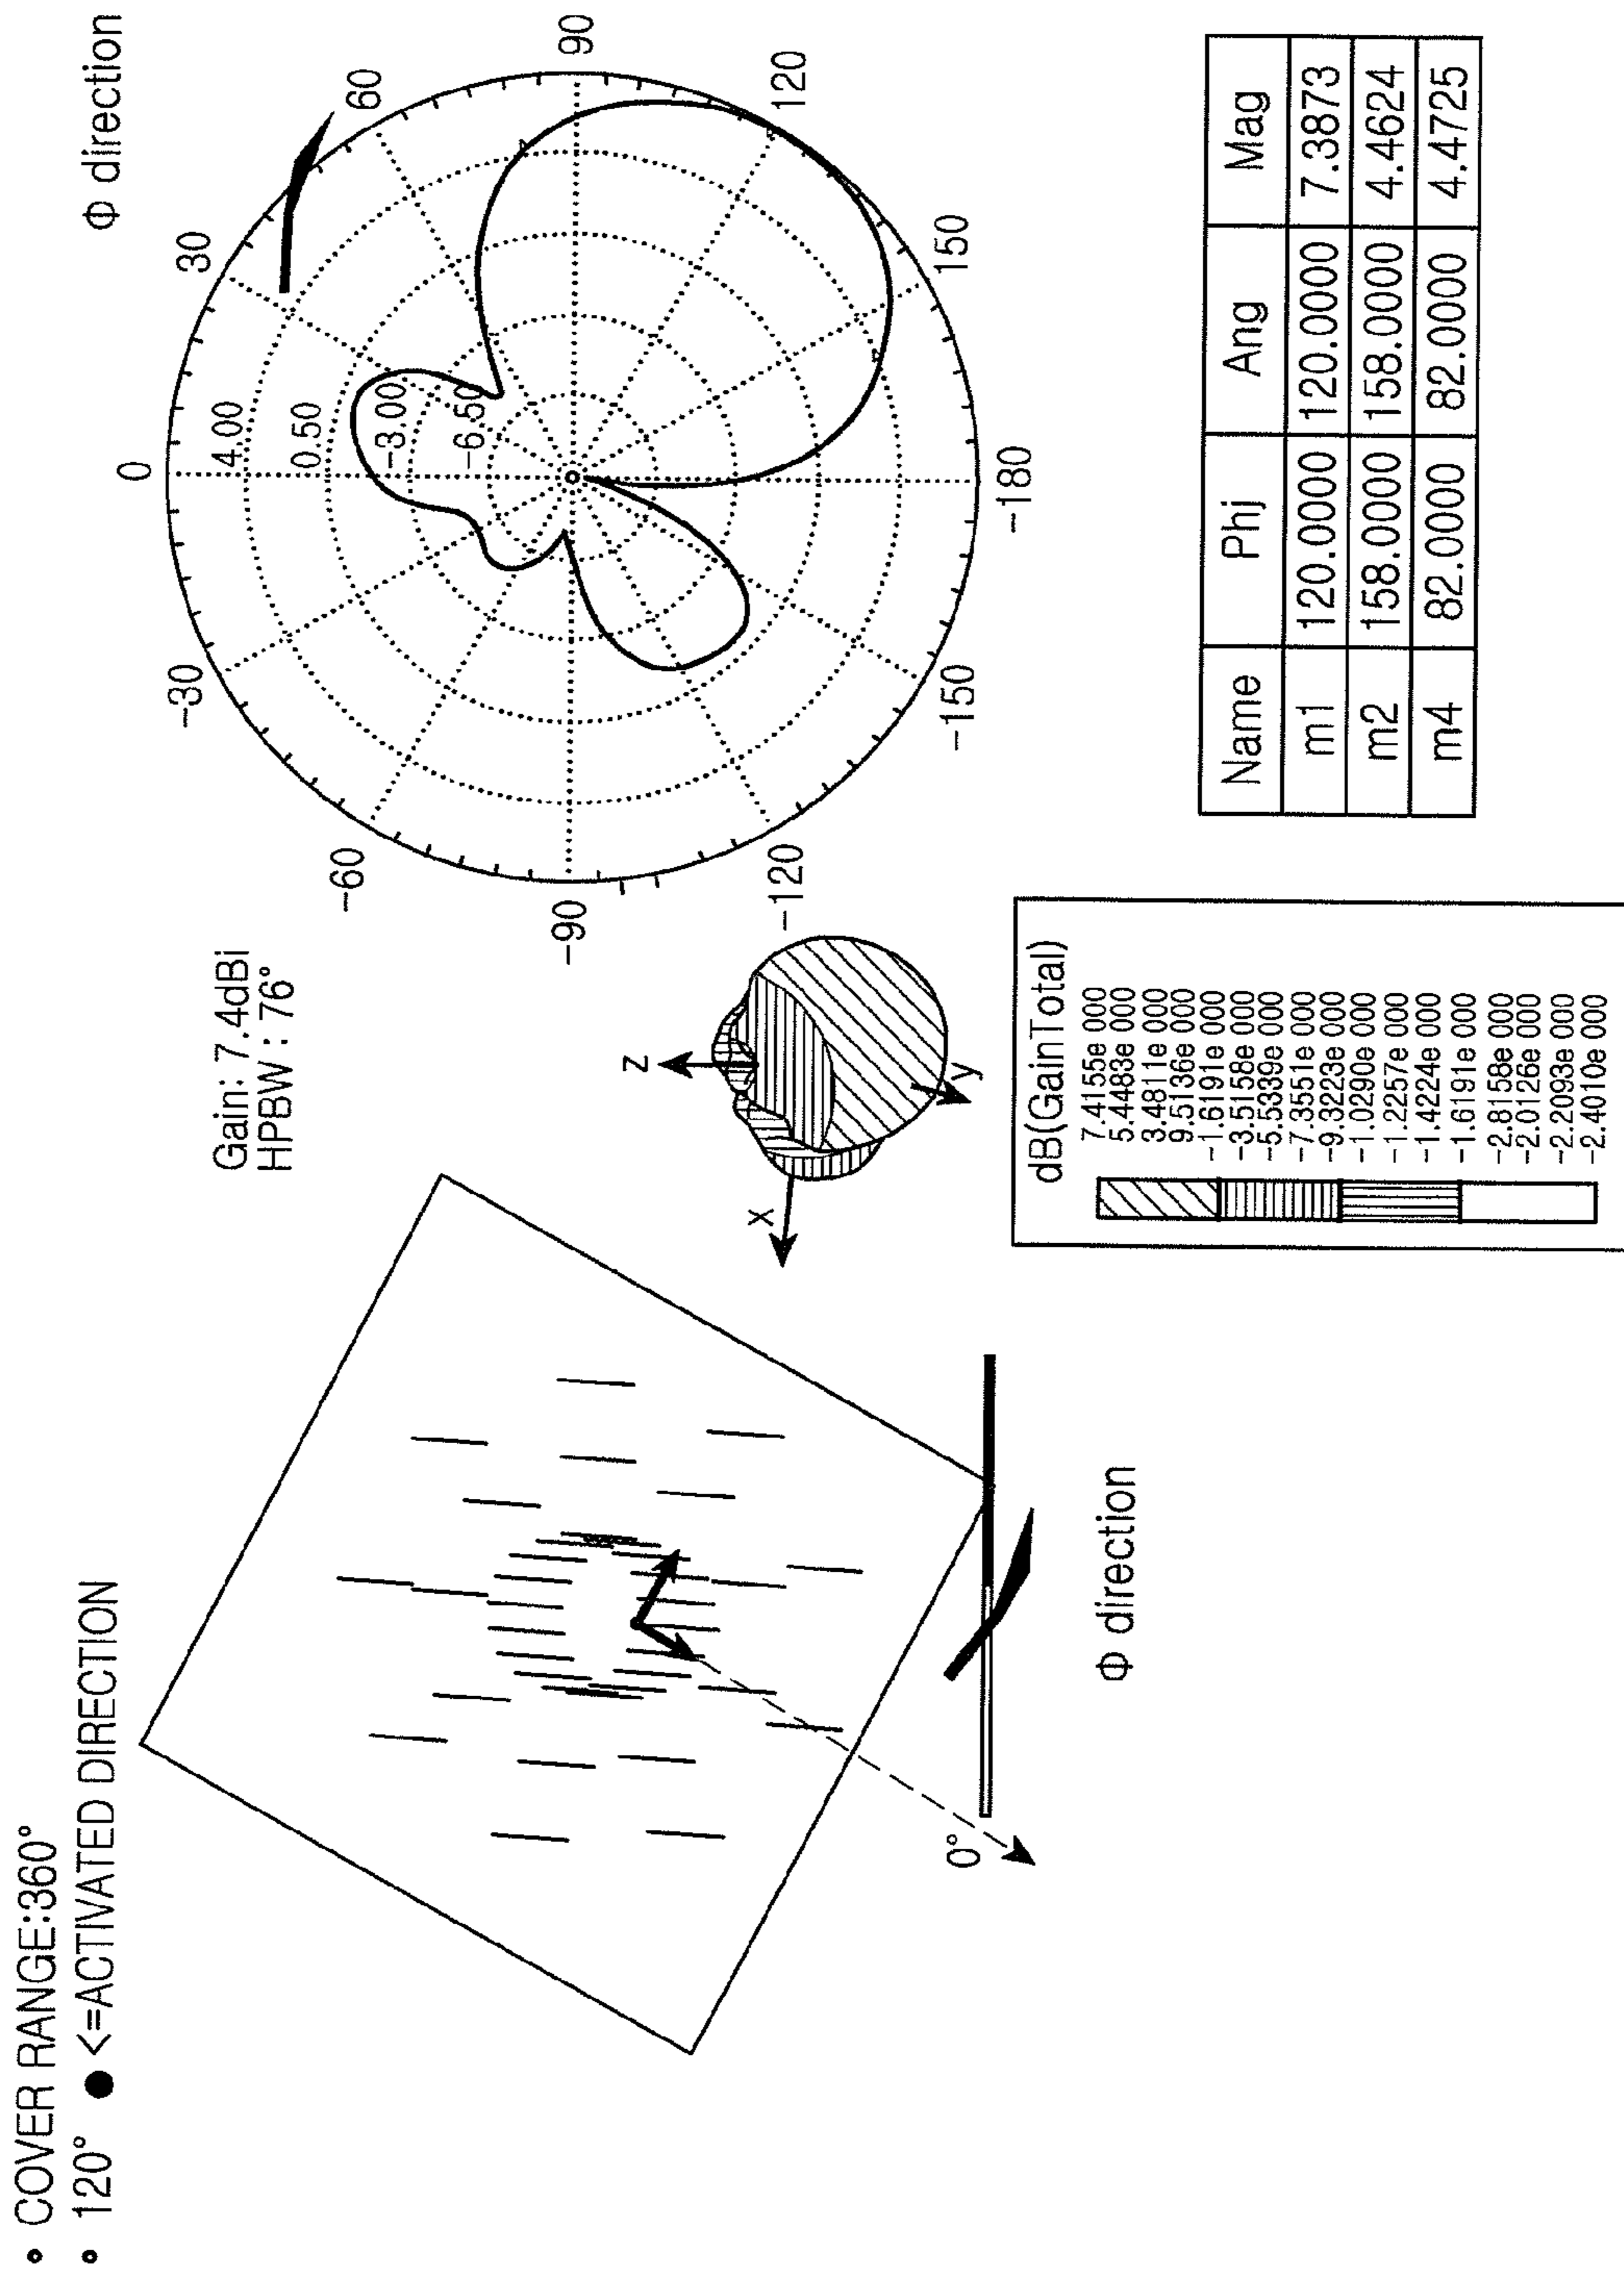 • COVER RANGE:360°
• 120° ● <=ACTIVATED DIRECTION
0°
Φ direction
Gain: 7.4dBi
HPBW : 76°
z
x
y
dB(GainTotal)
7.4155e 000
5.4483e 000
3.4811e 000
9.5136e 000
-1.6191e 000
-3.5158e 000
-5.5339e 000
-7.3551e 000
-9.3223e 000
-1.0290e 000
-1.2257e 000
-1.4224e 000
-1.6191e 000
-2.8158e 000
-2.0126e 000
-2.2093e 000
-2.4010e 000
Φ direction
0
30
60
90
120
150
-180
-150
-120
-90
-60
-30
4.00
0.50
-3.00
-6.50
Name Phj Ang Mag
m1 120.0000 120.0000 7.3873
m2 158.0000 158.0000 4.4624
m4 82.0000 82.0000 4.4725